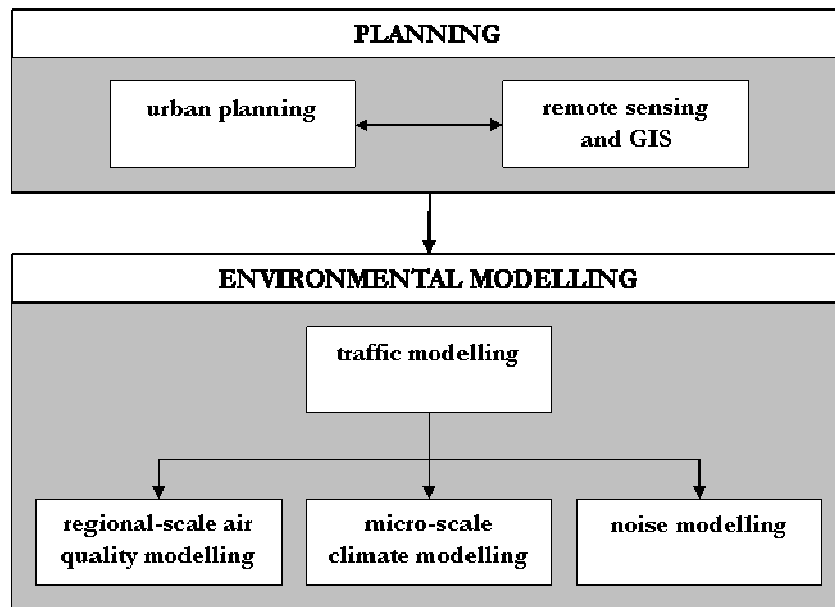 PLANNING
urban planning
remote sensing
and GIS
ENVIRONMENTAL MODELLING
traffic modelling
regional-scale air
quality modelling
micro-scale
climate modelling
noise modelling